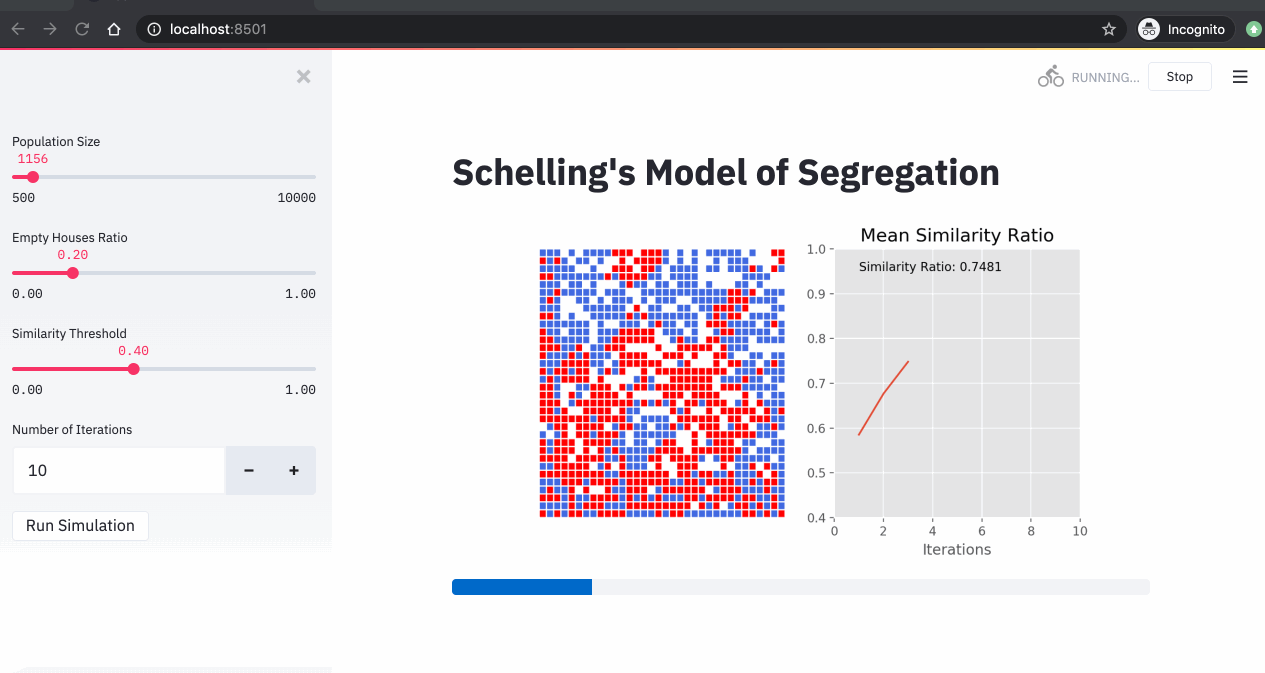 localhost:8501
Incognito
RUNNING...
Stop
Population Size
1156
500 10000
Empty Houses Ratio
0.20
0.00 1.00
Similarity Threshold
0.40
0.00 1.00
Number of Iterations
10
Run Simulation
Schelling's Model of Segregation
Mean Similarity Ratio
Similarity Ratio: 0.7481
1.0
0.9
0.8
0.7
0.6
0.5
0.4
0 2 4 6 8 10
Iterations